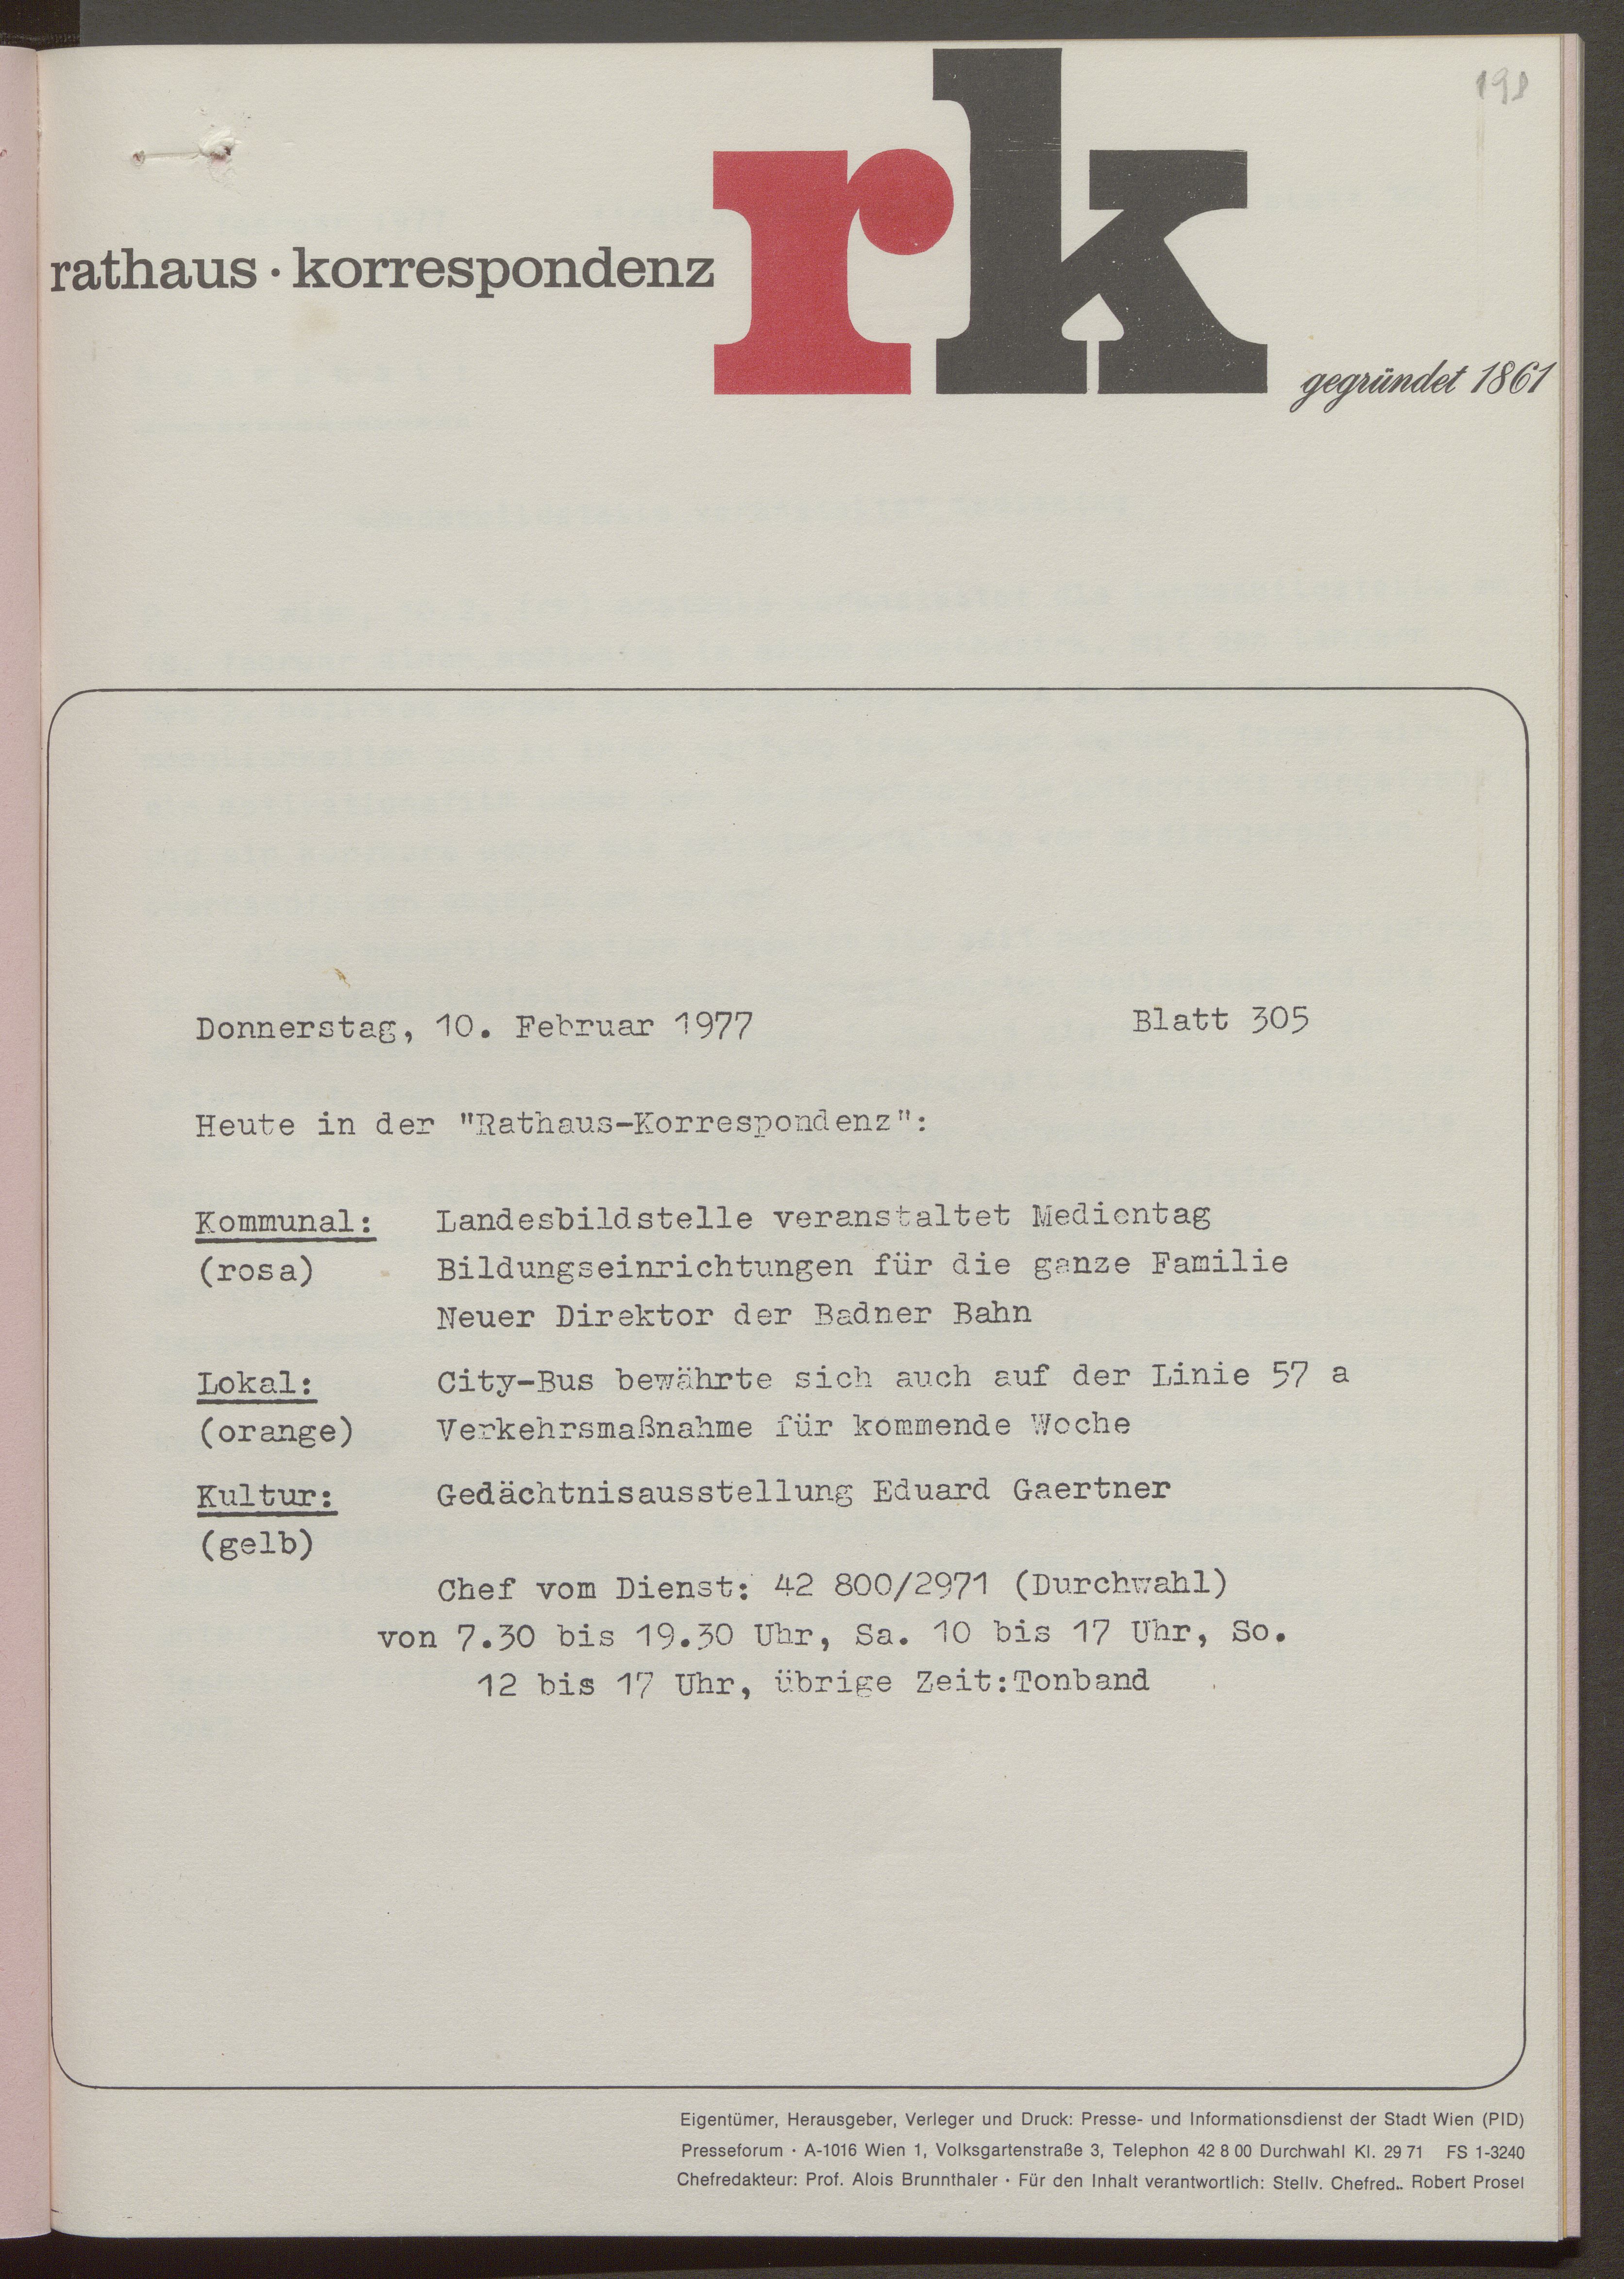 198
rk
rathaus · korrespondenz
gegründet 1861
Donnerstag, 10. Februar 1977 Blatt 305
Heute in der "Rathaus-Korrespondenz":
Kommunal: Landesbildstelle veranstaltet Medientag
(rosa) Bildungseinrichtungen für die ganze Familie
Neuer Direktor der Badner Bahn
Lokal: City-Bus bewährte sich auch auf der Linie 57 a
(orange) Verkehrsmaßnahme für kommende Woche
Kultur: Gedächtnisausstellung Eduard Gaertner
(gelb)
Chef vom Dienst: 42 800/2971 (Durchwahl)
von 7.30 bis 19.30 Uhr, Sa. 10 bis 17 Uhr, So.
12 bis 17 Uhr, übrige Zeit:Tonband
Eigentümer, Herausgeber, Verleger und Druck: Presse- und Informationsdienst der Stadt Wien (PID)
Presseforum · A-1016 Wien 1, Volksgartenstraße 3, Telephon 42 8 00 Durchwahl Kl. 29 71 FS 1-3240
Chefredakteur: Prof. Alois Brunnthaler · Für den Inhalt verantwortlich: Stellv. Chefred.. Robert Prosel